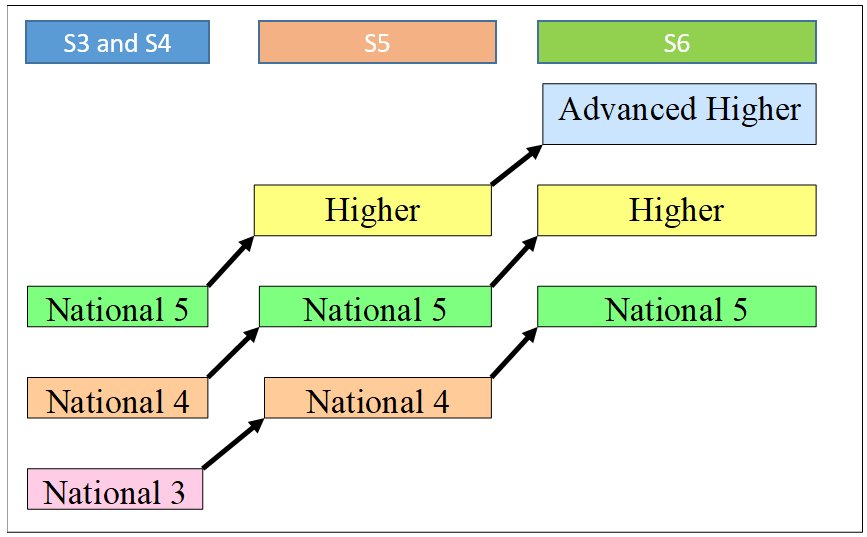 S3 and S4
S5
S6
Advanced Higher
Higher
Higher
National 5
National 5
National 5
National 4
National 4
National 3